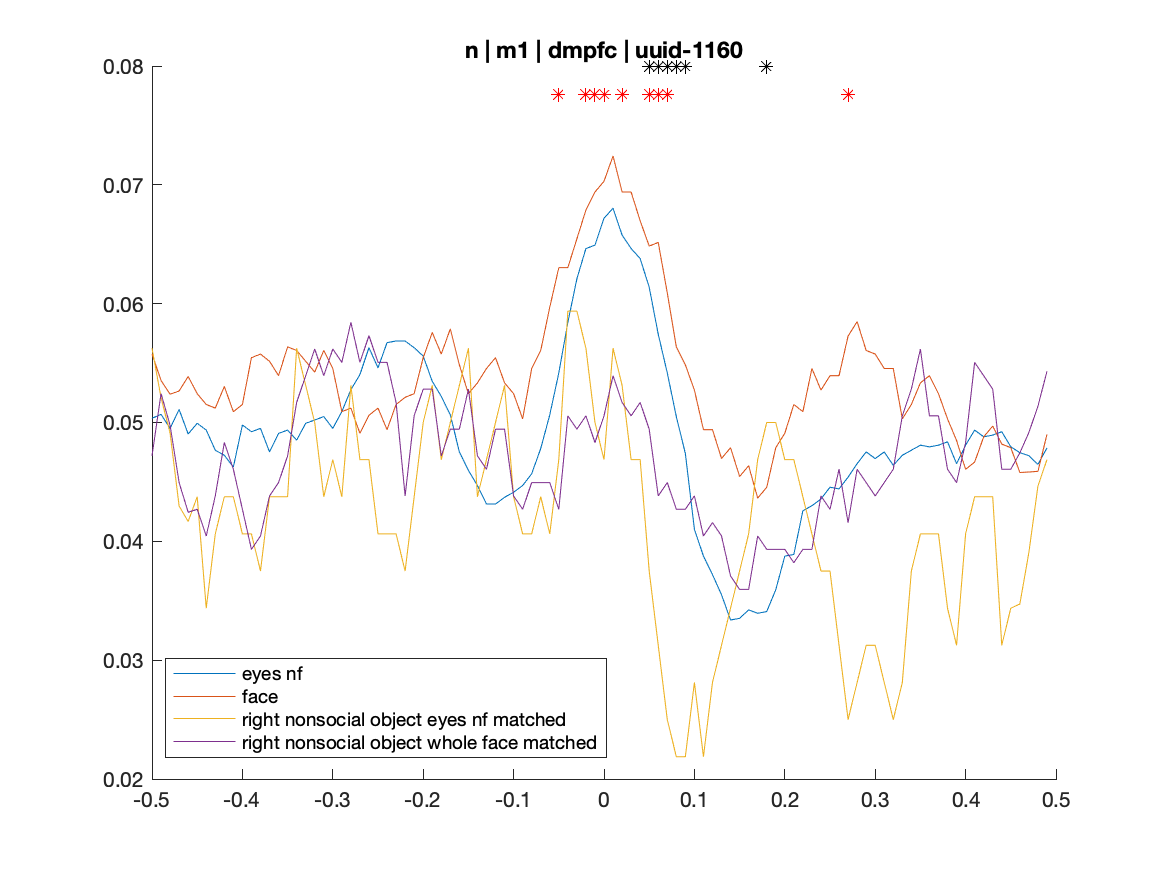 n | m1 | dmpfc | uuid-1160
0.08
0.07
0.06
0.05
0.04
0.03
0.02
eyes nf
face
right nonsocial object eyes nf matched
right nonsocial object whole face matched
-0.5 -0.4 -0.3 -0.2 -0.1 0 0.1 0.2 0.3 0.4 0.5